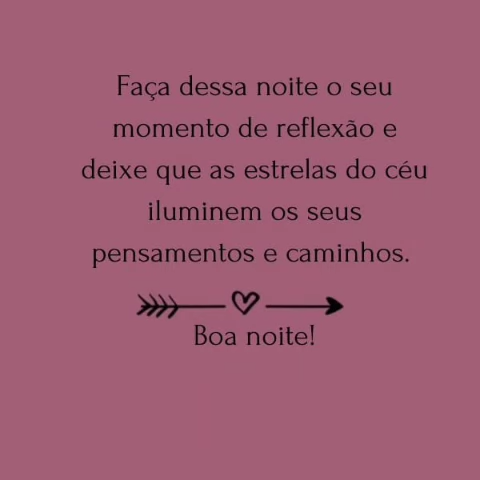 Faça dessa noite o seu
momento de reflexão e
deixe que as estrelas do céu
iluminem os seus
pensamentos e caminhos.
Boa noite!